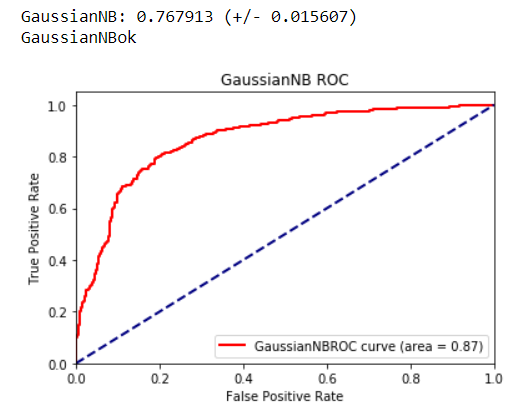 GaussianNB: 0.767913 (+/- 0.015607)
GaussianNBok
GaussianNB ROC
1.0
0.8
0.6
0.4
0.2
0.0
True Positive Rate
GaussianNBROC curve (area = 0.87)
0.0 0.2 0.4 0.6 0.8 1.0
False Positive Rate